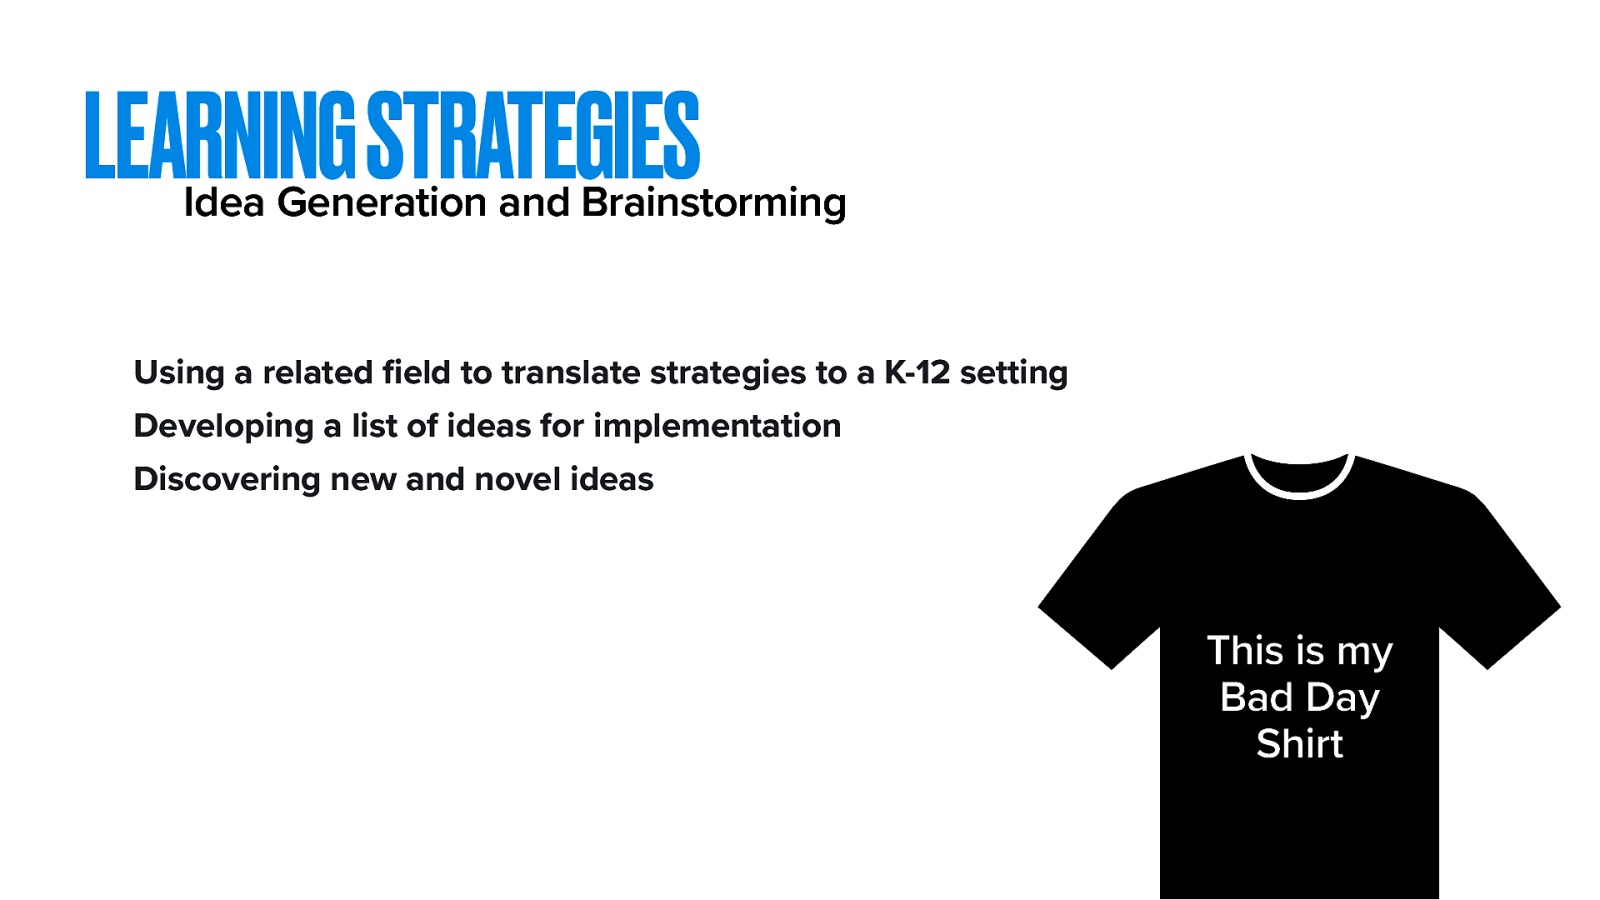 LEARNING STRATEGIES
Idea Generation and Brainstorming
Using a related field to translate strategies to a K-12 setting
Developing a list of ideas for implementation
Discovering new and novel ideas
This is my
Bad Day
Shirt